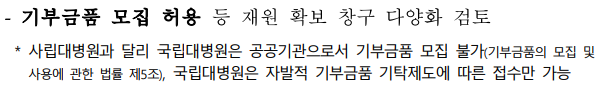 - 기부금품 모집 허용 등 재원 확보 창구 다양화 검토
* 사립대병원과 달리 국립대병원은 공공기관으로서 기부금품 모집 불가(기부금품의 모집 및
사용에 관한 법률 제5조), 국립대병원은 자발적 기부금품 기탁제도에 따른 접수만 가능